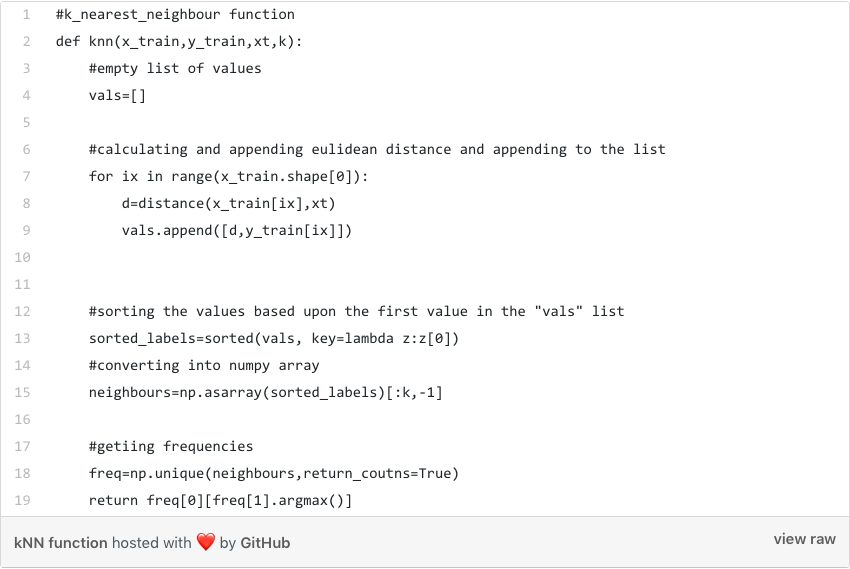 1 #k_nearest_neighbour function
2 def knn(x_train,y_train,xt,k):
3     #empty list of values
4     vals=[]
5
6     #calculating and appending eulidean distance and appending to the list
7     for ix in range(x_train.shape[0]):
8         d=distance(x_train[ix],xt)
9         vals.append([d,y_train[ix]])
10
11
12     #sorting the values based upon the first value in the "vals" list
13     sorted_labels=sorted(vals, key=lambda z:z[0])
14     #converting into numpy array
15     neighbours=np.asarray(sorted_labels)[:k,-1]
16
17     #getiing frequencies
18     freq=np.unique(neighbours,return_coutns=True)
19     return freq[0][freq[1].argmax()]
kNN function hosted with ❤ by GitHub view raw